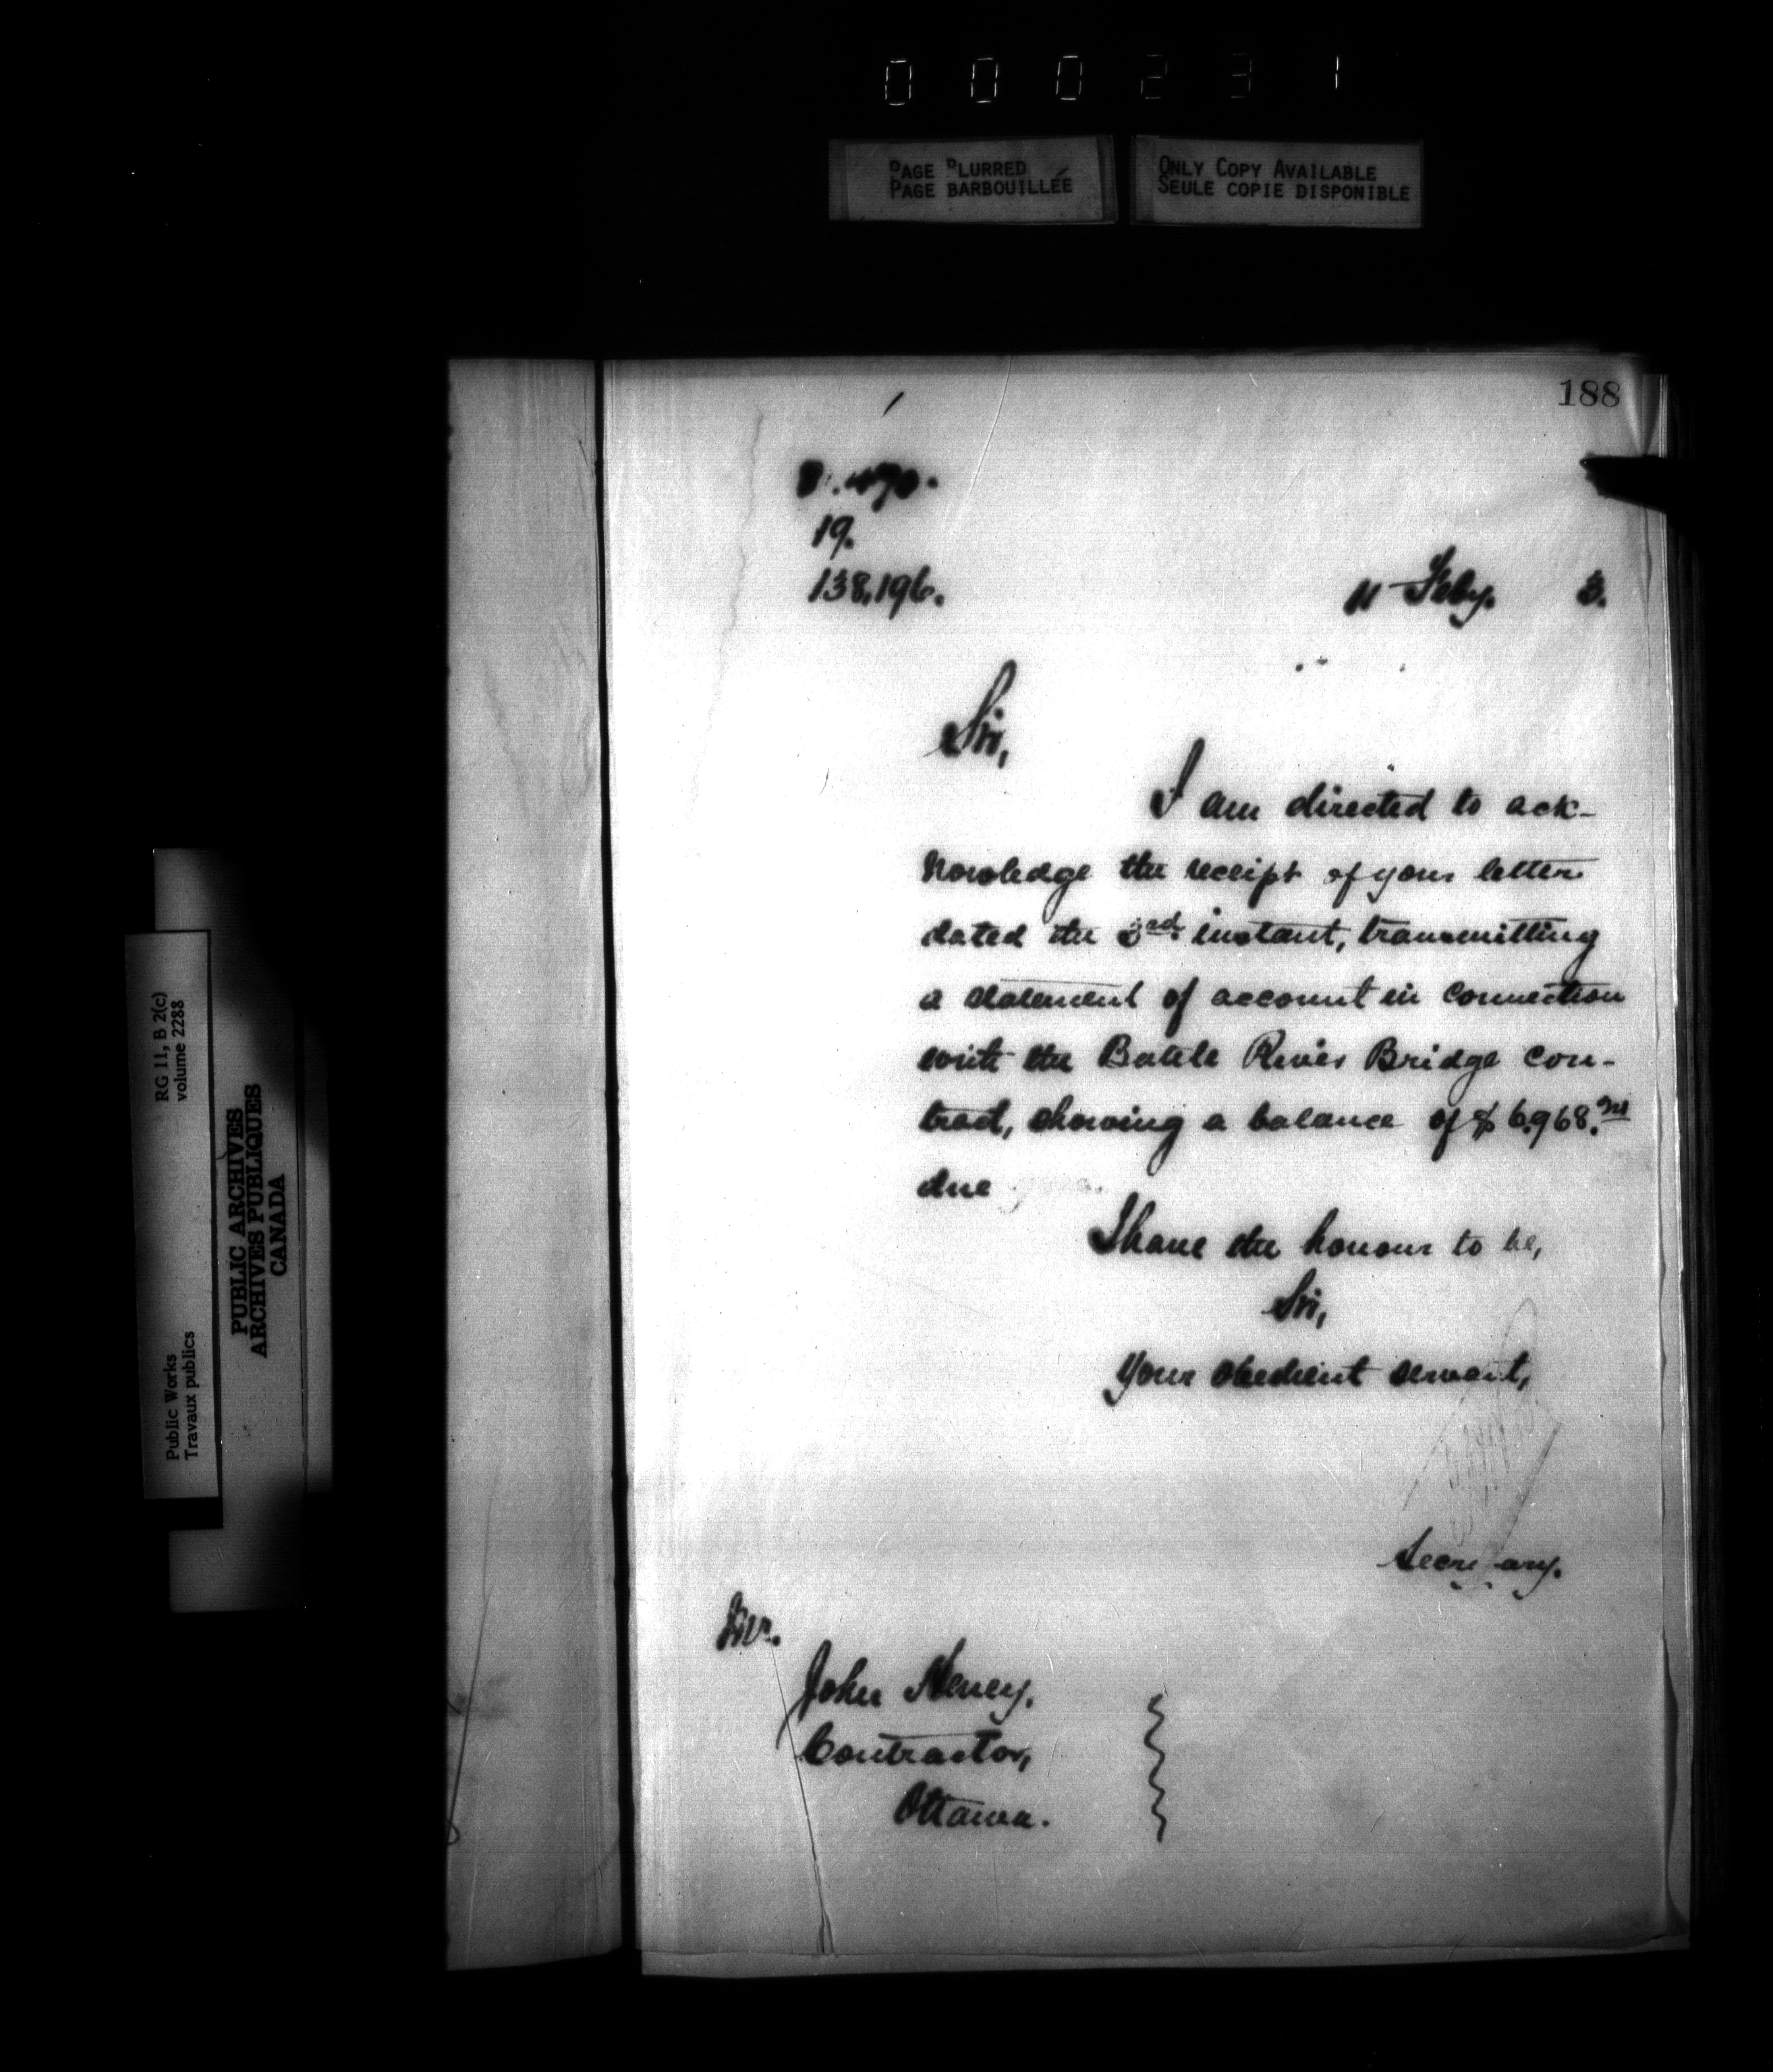 000231
PAGE BLURRED
PAGE BARBOUILLÉE
ONLY COPY AVAILABLE
SEULE COPIE DISPONIBLE
188
19.
138,196.
11 Feby. 3.
Sir,
I am directed to ack-
nowledge the receipt of your letter
dated the 3rd. instant, transmitting
a statement of account in connection
with the Battle River Bridge con-
tract, showing a balance of $6,968.
due
I have the honour to be,
Sir,
Your obedient servant,
Secretary.
John Heney,
Contractor,
Ottawa.
RG 11, B 2(c)
volume 2288
Public Works
Travaux publics
PUBLIC ARCHIVES
ARCHIVES PUBLIQUES
CANADA